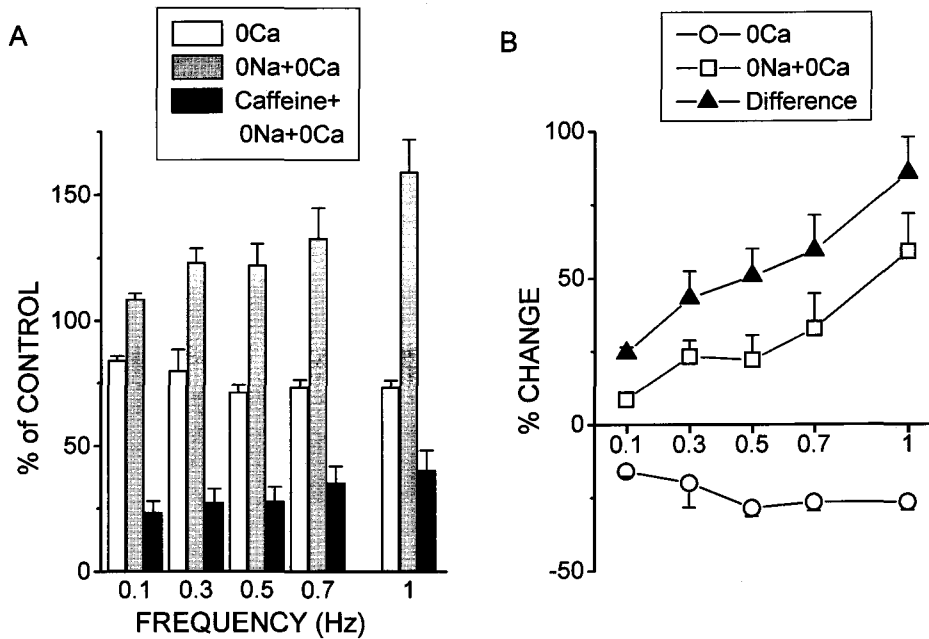 A
0Ca
0Na+0Ca
Caffeine+
0Na+0Ca
% of CONTROL
150
100
50
0
0.1 0.3 0.5 0.7 1
FREQUENCY (Hz)
B
0Ca
0Na+0Ca
Difference
% CHANGE
100
50
0
-50
0.1 0.3 0.5 0.7 1